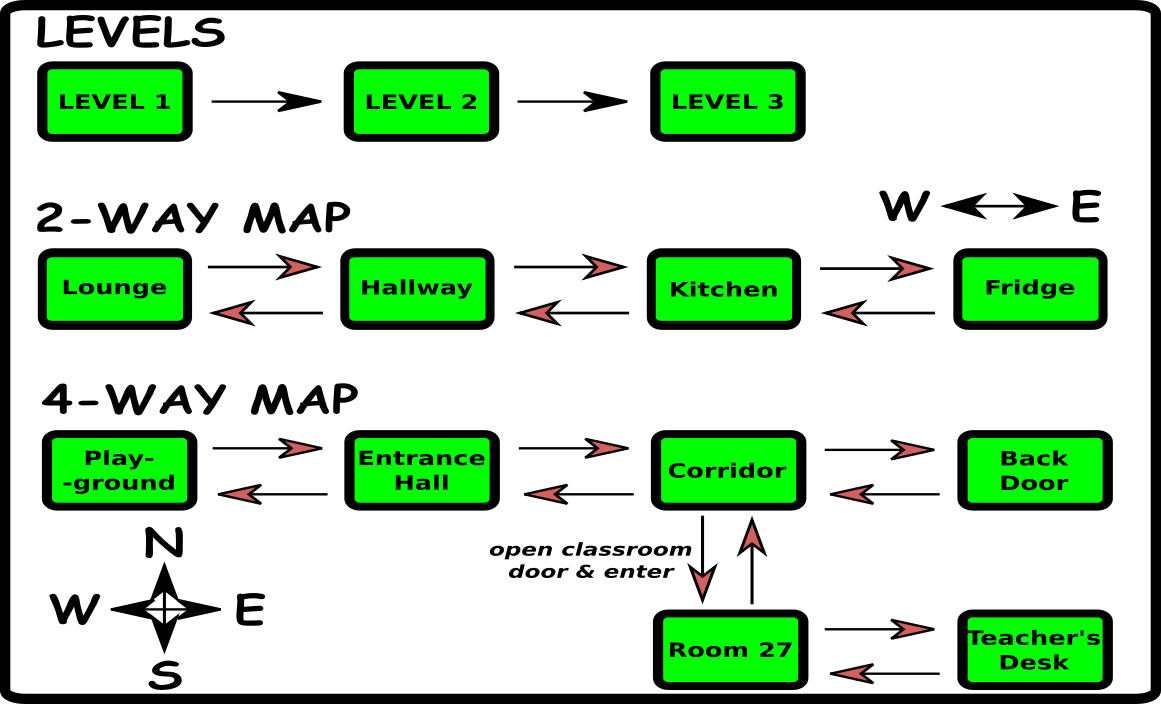 LEVELS
LEVEL 1
LEVEL 2
LEVEL 3
2-WAY MAP
W
E
Lounge
Hallway
Kitchen
Fridge
4-WAY MAP
Play-
-ground
Entrance
Hall
Corridor
Back
Door
N
W
E
S
open classroom
door & enter
Room 27
Teacher's
Desk